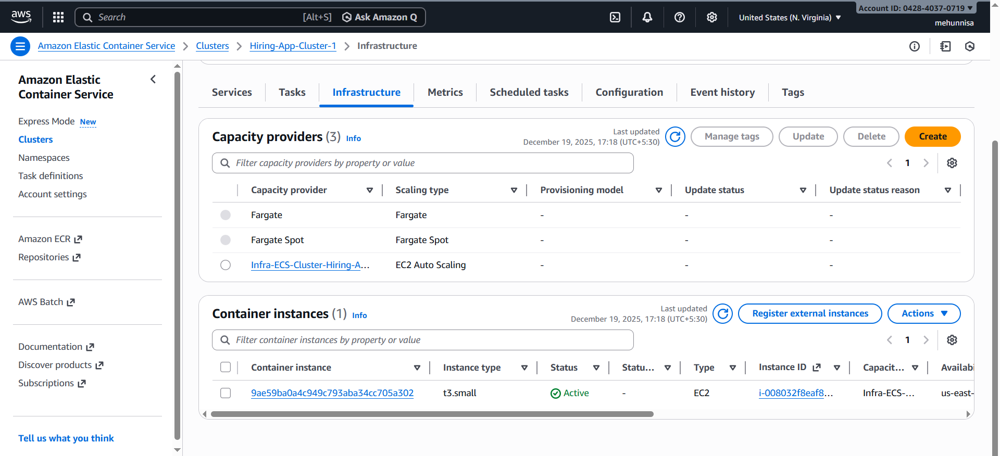 aws
Search [Alt+S] Ask Amazon Q
United States (N. Virginia)
Account ID: 0428-4037-0719
mehunnisa
Amazon Elastic Container Service
Clusters
Hiring-App-Cluster-1
Infrastructure
Amazon Elastic
Container Service
Express Mode New
Clusters
Namespaces
Task definitions
Account settings
Amazon ECR
Repositories
AWS Batch
Documentation
Discover products
Subscriptions
Tell us what you think
Services Tasks Infrastructure Metrics Scheduled tasks Configuration Event history Tags
Capacity providers (3) Info
Last updated
December 19, 2025, 17:18 (UTC+5:30)
Manage tags Update Delete Create
Filter capacity providers by property or value
1
Capacity provider Scaling type Provisioning model Update status Update status reason
Fargate Fargate - - -
Fargate Spot Fargate Spot - - -
Infra-ECS-Cluster-Hiring-A... EC2 Auto Scaling - - -
Container instances (1) Info
Last updated
December 19, 2025, 17:18 (UTC+5:30)
Register external instances Actions
Filter container instances by property or value
1
Container instance Instance type Status Statu... Type Instance ID Capacit... Availabi
9ae59ba0a4c949c793aba34cc705a302 t3.small Active - EC2 i-008032f8eaf8... Infra-ECS-... us-east-